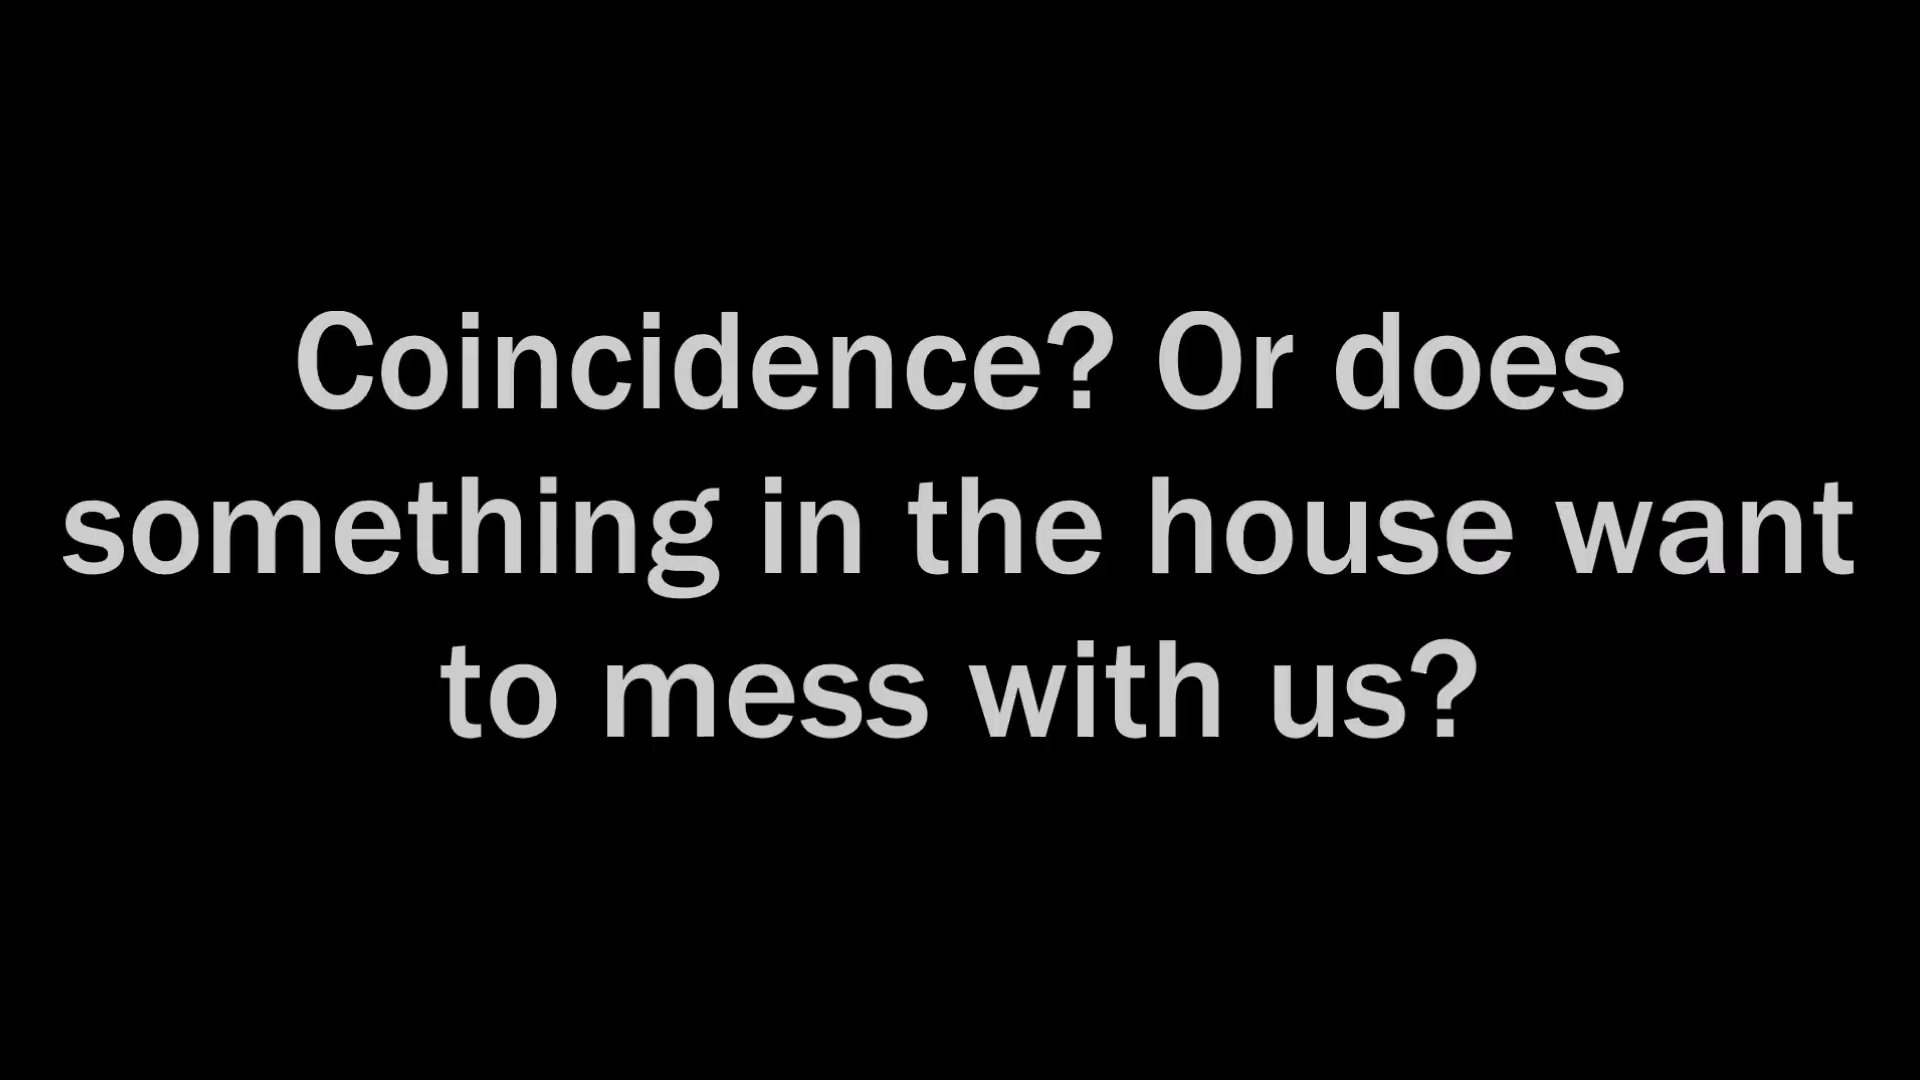 Coincidence? Or does
something in the house want
to mess with us?